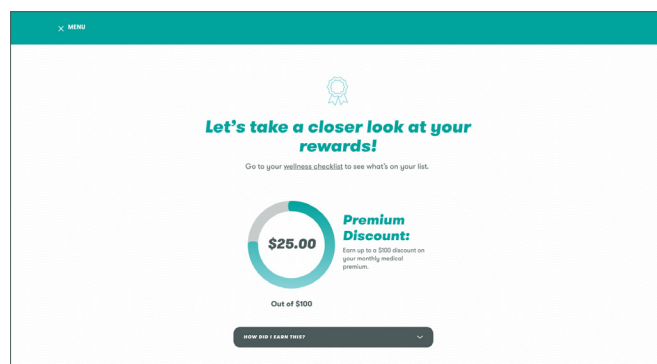 MENU
Let's take a closer look at your
rewards!
Go to your wellness checklist to see what's on your list.
$25.00
Premium
Discount:
Earn up to a $100 discount on
your monthly medical
premium.
Out of $100
HOW DID I EARN THIS?